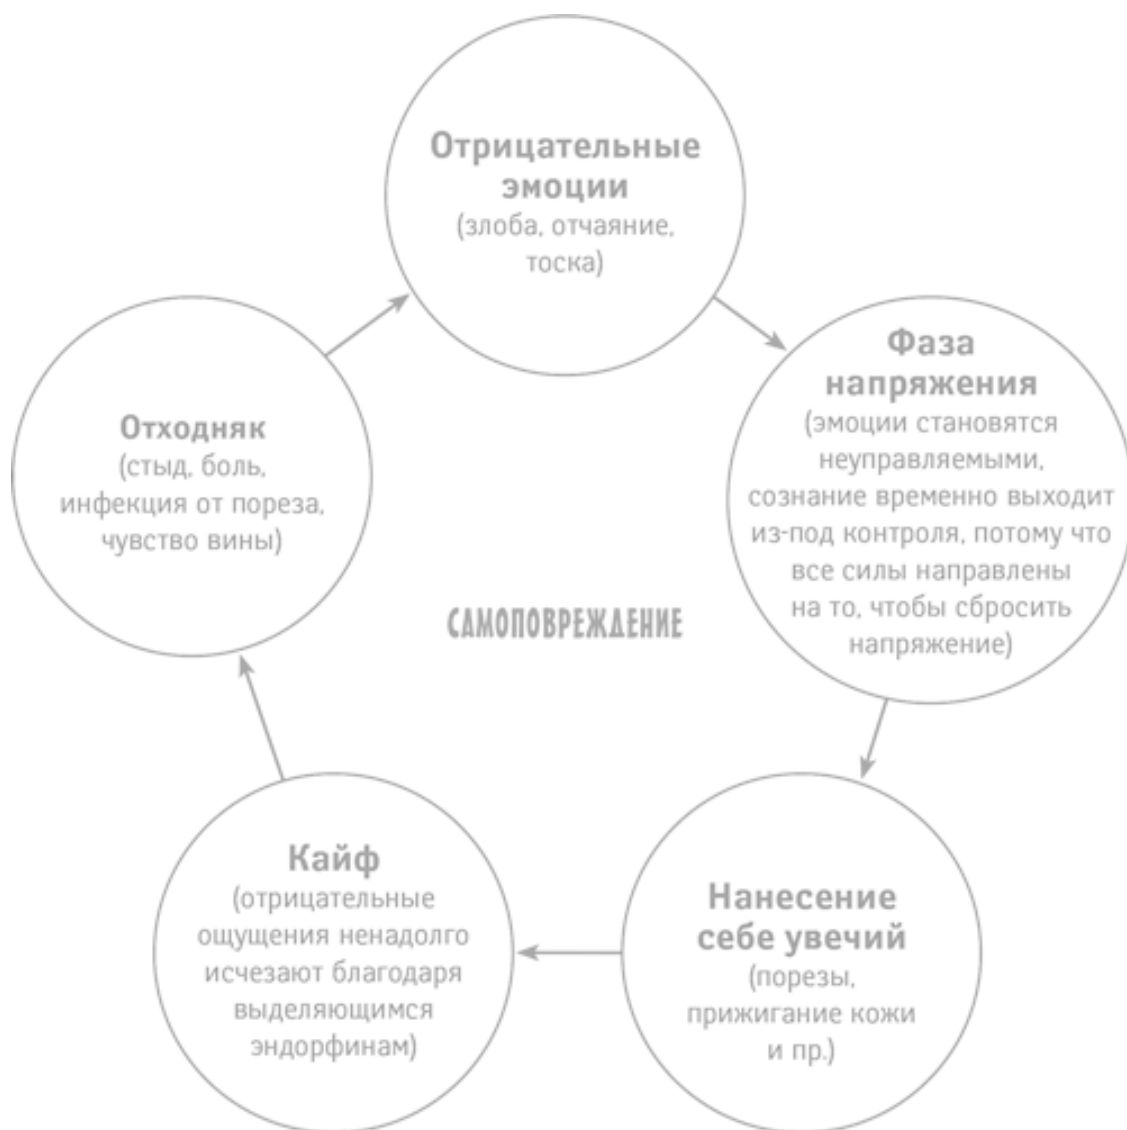 Отрицательные
эмоции
(злоба, отчаяние,
тоска)
Фаза
напряжения
(эмоции становятся
неуправляемыми,
сознание временно выходит
из-под контроля, потому что
все силы направлены
на то, чтобы сбросить
напряжение)
Нанесение
себе увечий
(порезы,
прижигание кожи
и пр.)
Кайф
(отрицательные
ощущения ненадолго
исчезают благодаря
выделяющимся
эндорфинам)
Отходняк
(стыд, боль,
инфекция от пореза,
чувство вины)
САМОПОВРЕЖДЕНИЕ